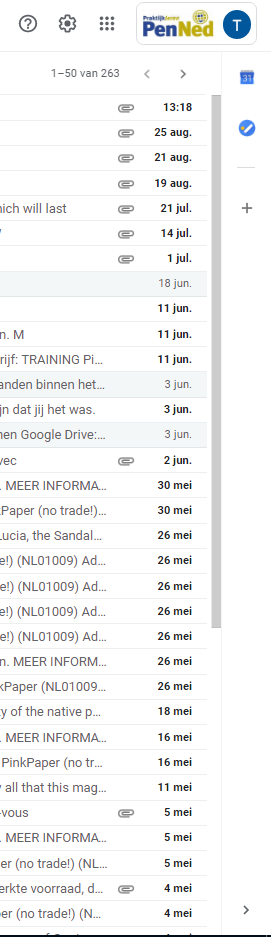 Praktijkleren
PenNed
T
1–50 van 263
31
13:18
25 aug.
21 aug.
19 aug.
hich will last 21 jul.
14 jul.
1 jul.
18 jun.
11 jun.
n. M 11 jun.
rijf: TRAINING Pi... 11 jun.
anden binnen het... 3 jun.
jn dat jij het was. 3 jun.
nen Google Drive:... 3 jun.
vec 2 jun.
. MEER INFORMA... 30 mei
kPaper (no trade!)... 30 mei
Lucia, the Sandal... 26 mei
e!) (NL01009) Ad... 26 mei
e!) (NL01009) Ad... 26 mei
e!) (NL01009) Ad... 26 mei
e!) (NL01009) Ad... 26 mei
n. MEER INFORM... 26 mei
kPaper (NL01009... 26 mei
ty of the native p... 18 mei
. MEER INFORMA... 16 mei
PinkPaper (no tr... 16 mei
y all that this mag... 11 mei
-vous 5 mei
. MEER INFORMA... 5 mei
er (no trade!) (NL... 5 mei
erkte voorraad, d... 4 mei
per (no trade!) (N... 4 mei